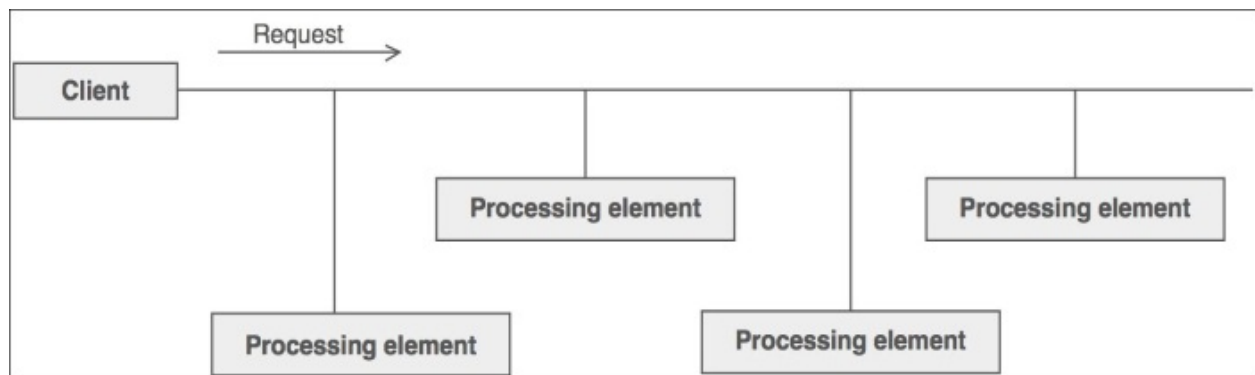 Request
Client
Processing element
Processing element
Processing element
Processing element